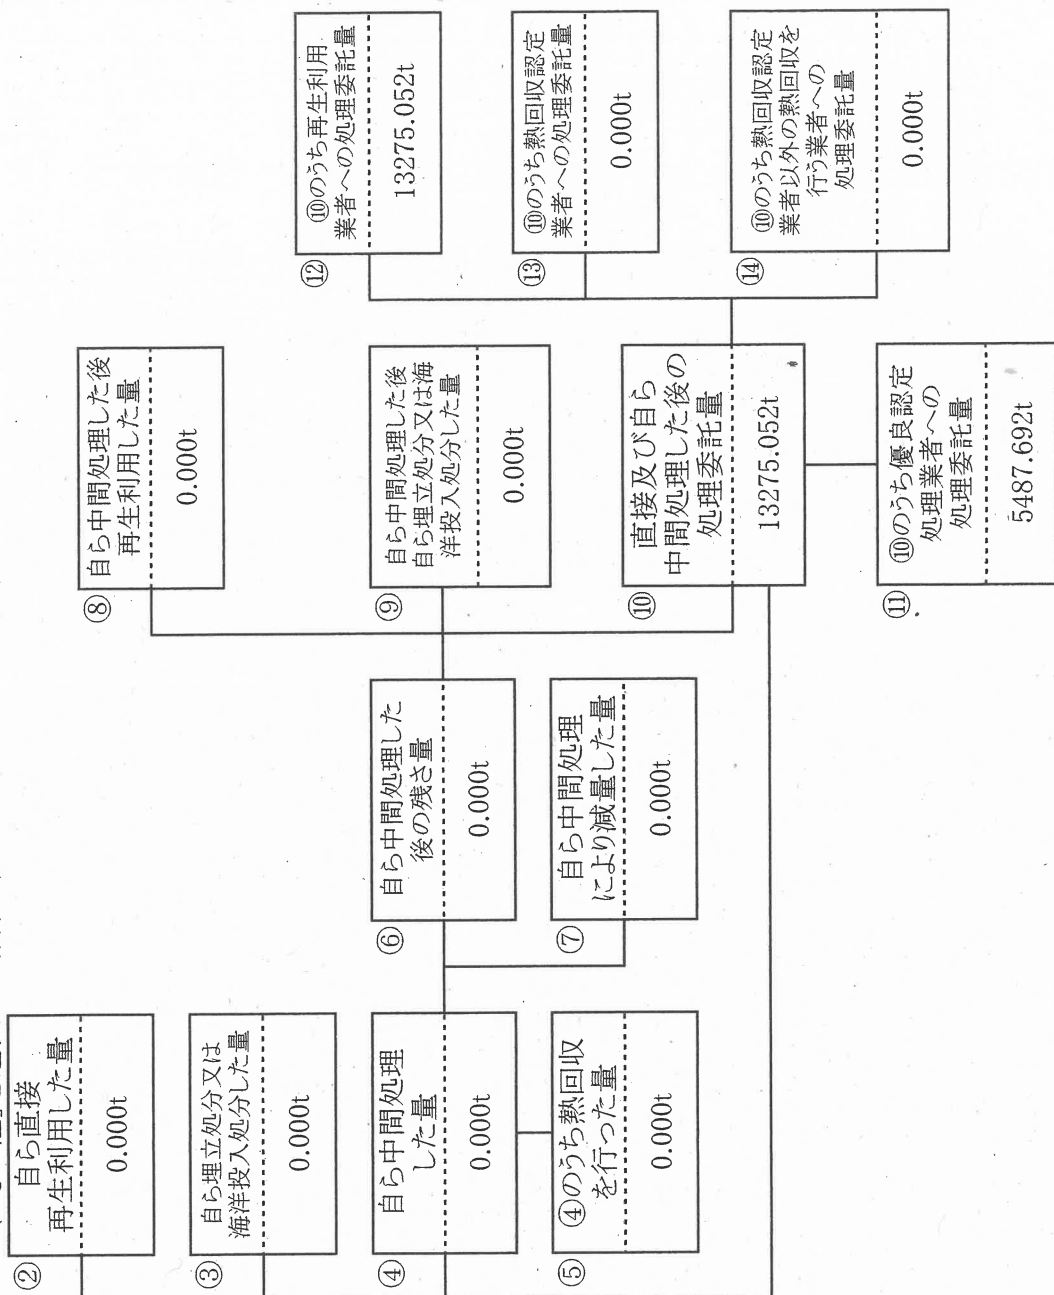 ②
自ら直接
再生利用した量
0.000t
③
自ら埋立処分又は
海洋投入処分した量
0.000t
④
自ら中間処理
した量
0.000t
⑤
④のうち熱回収
を行った量
0.000t
⑥
自ら中間処理した
後の残さ量
0.000t
⑦
自ら中間処理
により減量した量
0.000t
⑧
自ら中間処理した後
再生利用した量
0.000t
⑨
自ら中間処理した後
自ら埋立処分又は海
洋投入処分した量
0.000t
⑩
直接及び自ら
中間処理した後の
処理委託量
13275.052t
⑪
⑩のうち優良認定
処理業者への
処理委託量
5487.692t
⑫
⑩のうち再生利用
業者への処理委託量
13275.052t
⑬
⑩のうち熱回収認定
業者への処理委託量
0.000t
⑭
⑩のうち熱回収認定
業者以外の熱回収を
行う業者への
処理委託量
0.000t